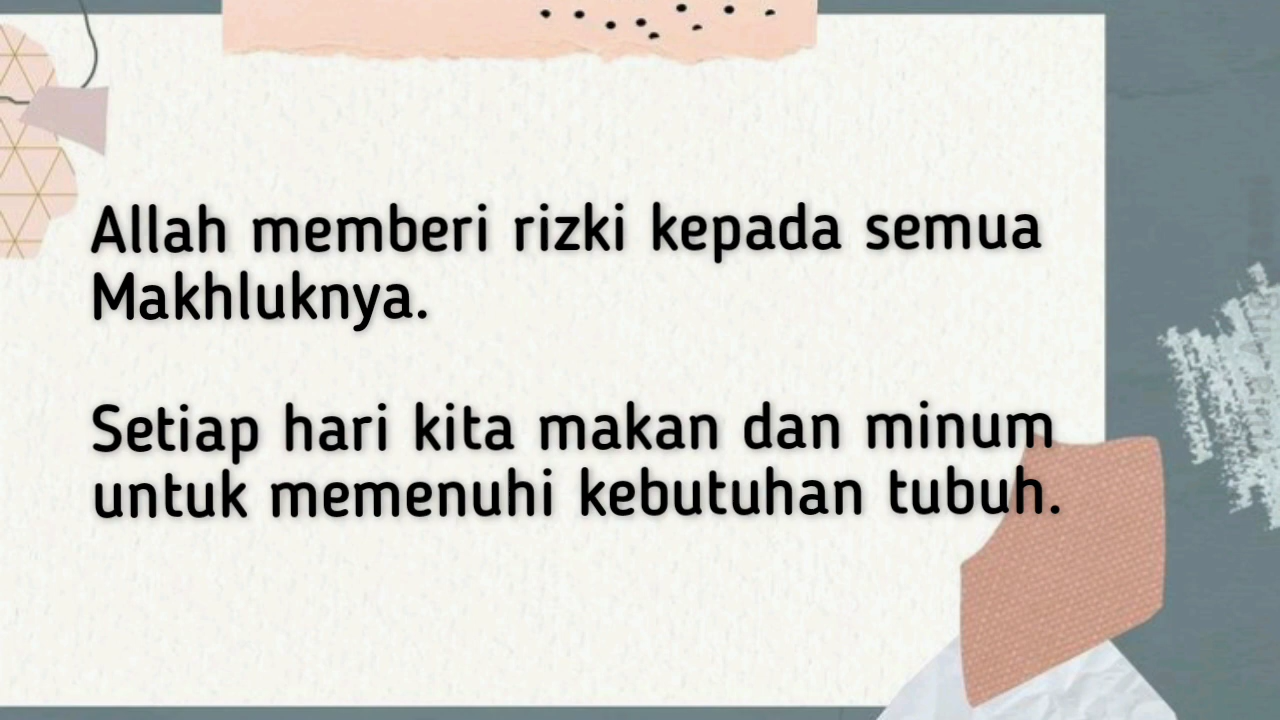 Allah memberi rizki kepada semua
Makhluknya.
Setiap hari kita makan dan minum
untuk memenuhi kebutuhan tubuh.